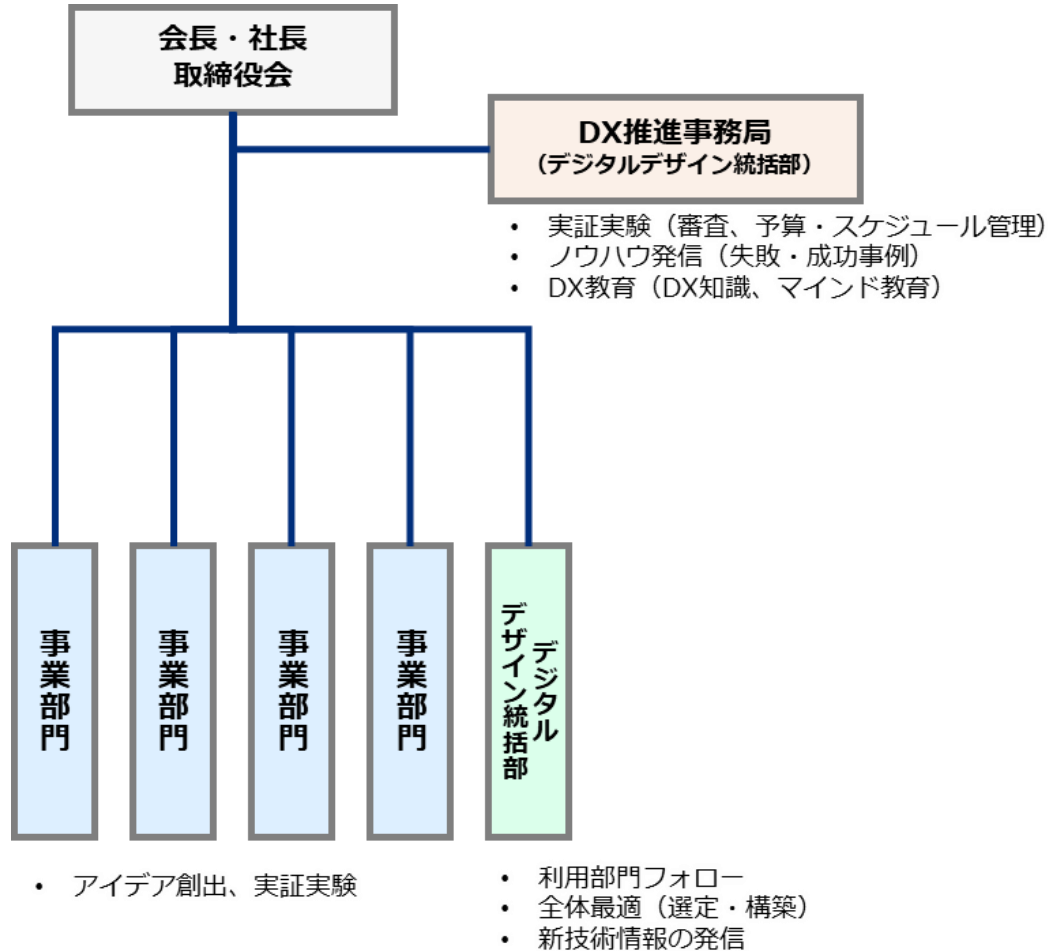 会長・社長
取締役会
DX推進事務局
（デジタルデザイン統括部）
• 実証実験（審査、予算・スケジュール管理）
• ノウハウ発信（失敗・成功事例）
• DX教育（DX知識、マインド教育）
事業部門
事業部門
事業部門
事業部門
デジタル
デザイン統括部
• アイデア創出、実証実験
• 利用部門フォロー
• 全体最適（選定・構築）
• 新技術情報の発信